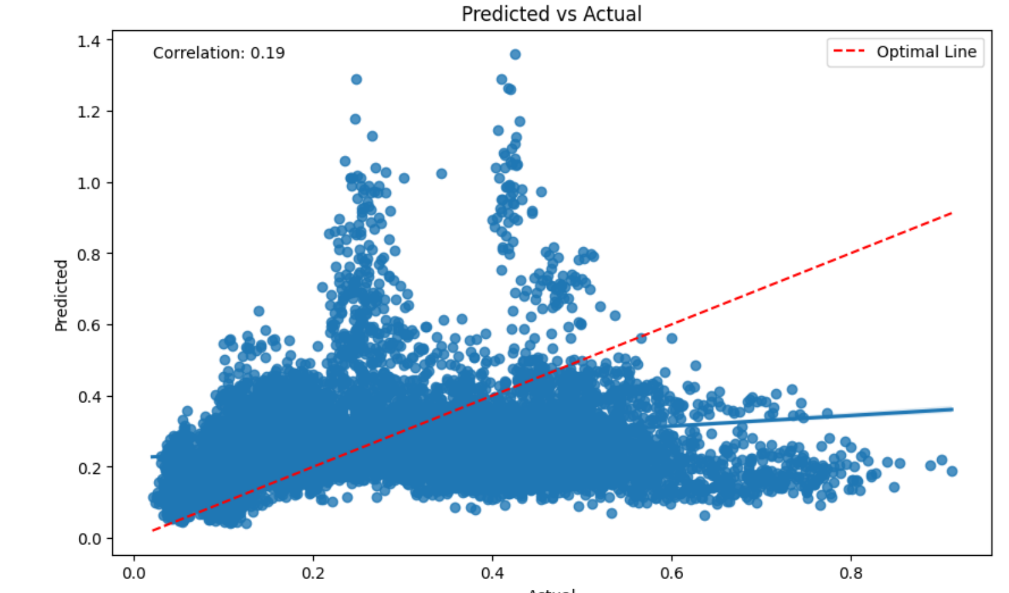 Predicted vs Actual
Correlation: 0.19
Optimal Line
1.4
1.2
1.0
0.8
0.6
0.4
0.2
0.0
Predicted
0.0 0.2 0.4 0.6 0.8
Actual